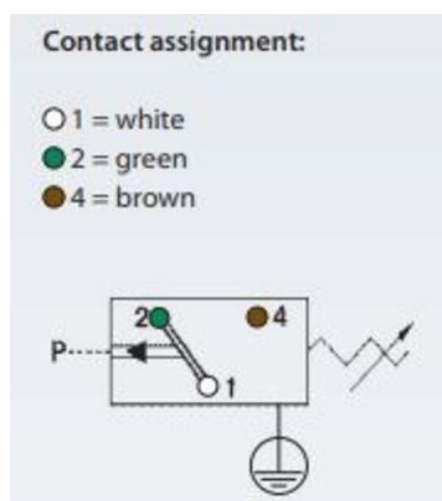 Contact assignment:
1 = white
2 = green
4 = brown
2 4
P
1